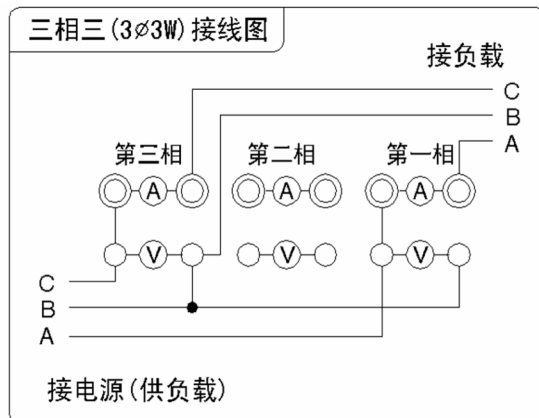 三相三(3∅3W)接线图
接负载
C
B
A
第三相 第二相 第一相
A A A
V V V
C
B
A
接电源(供负载)